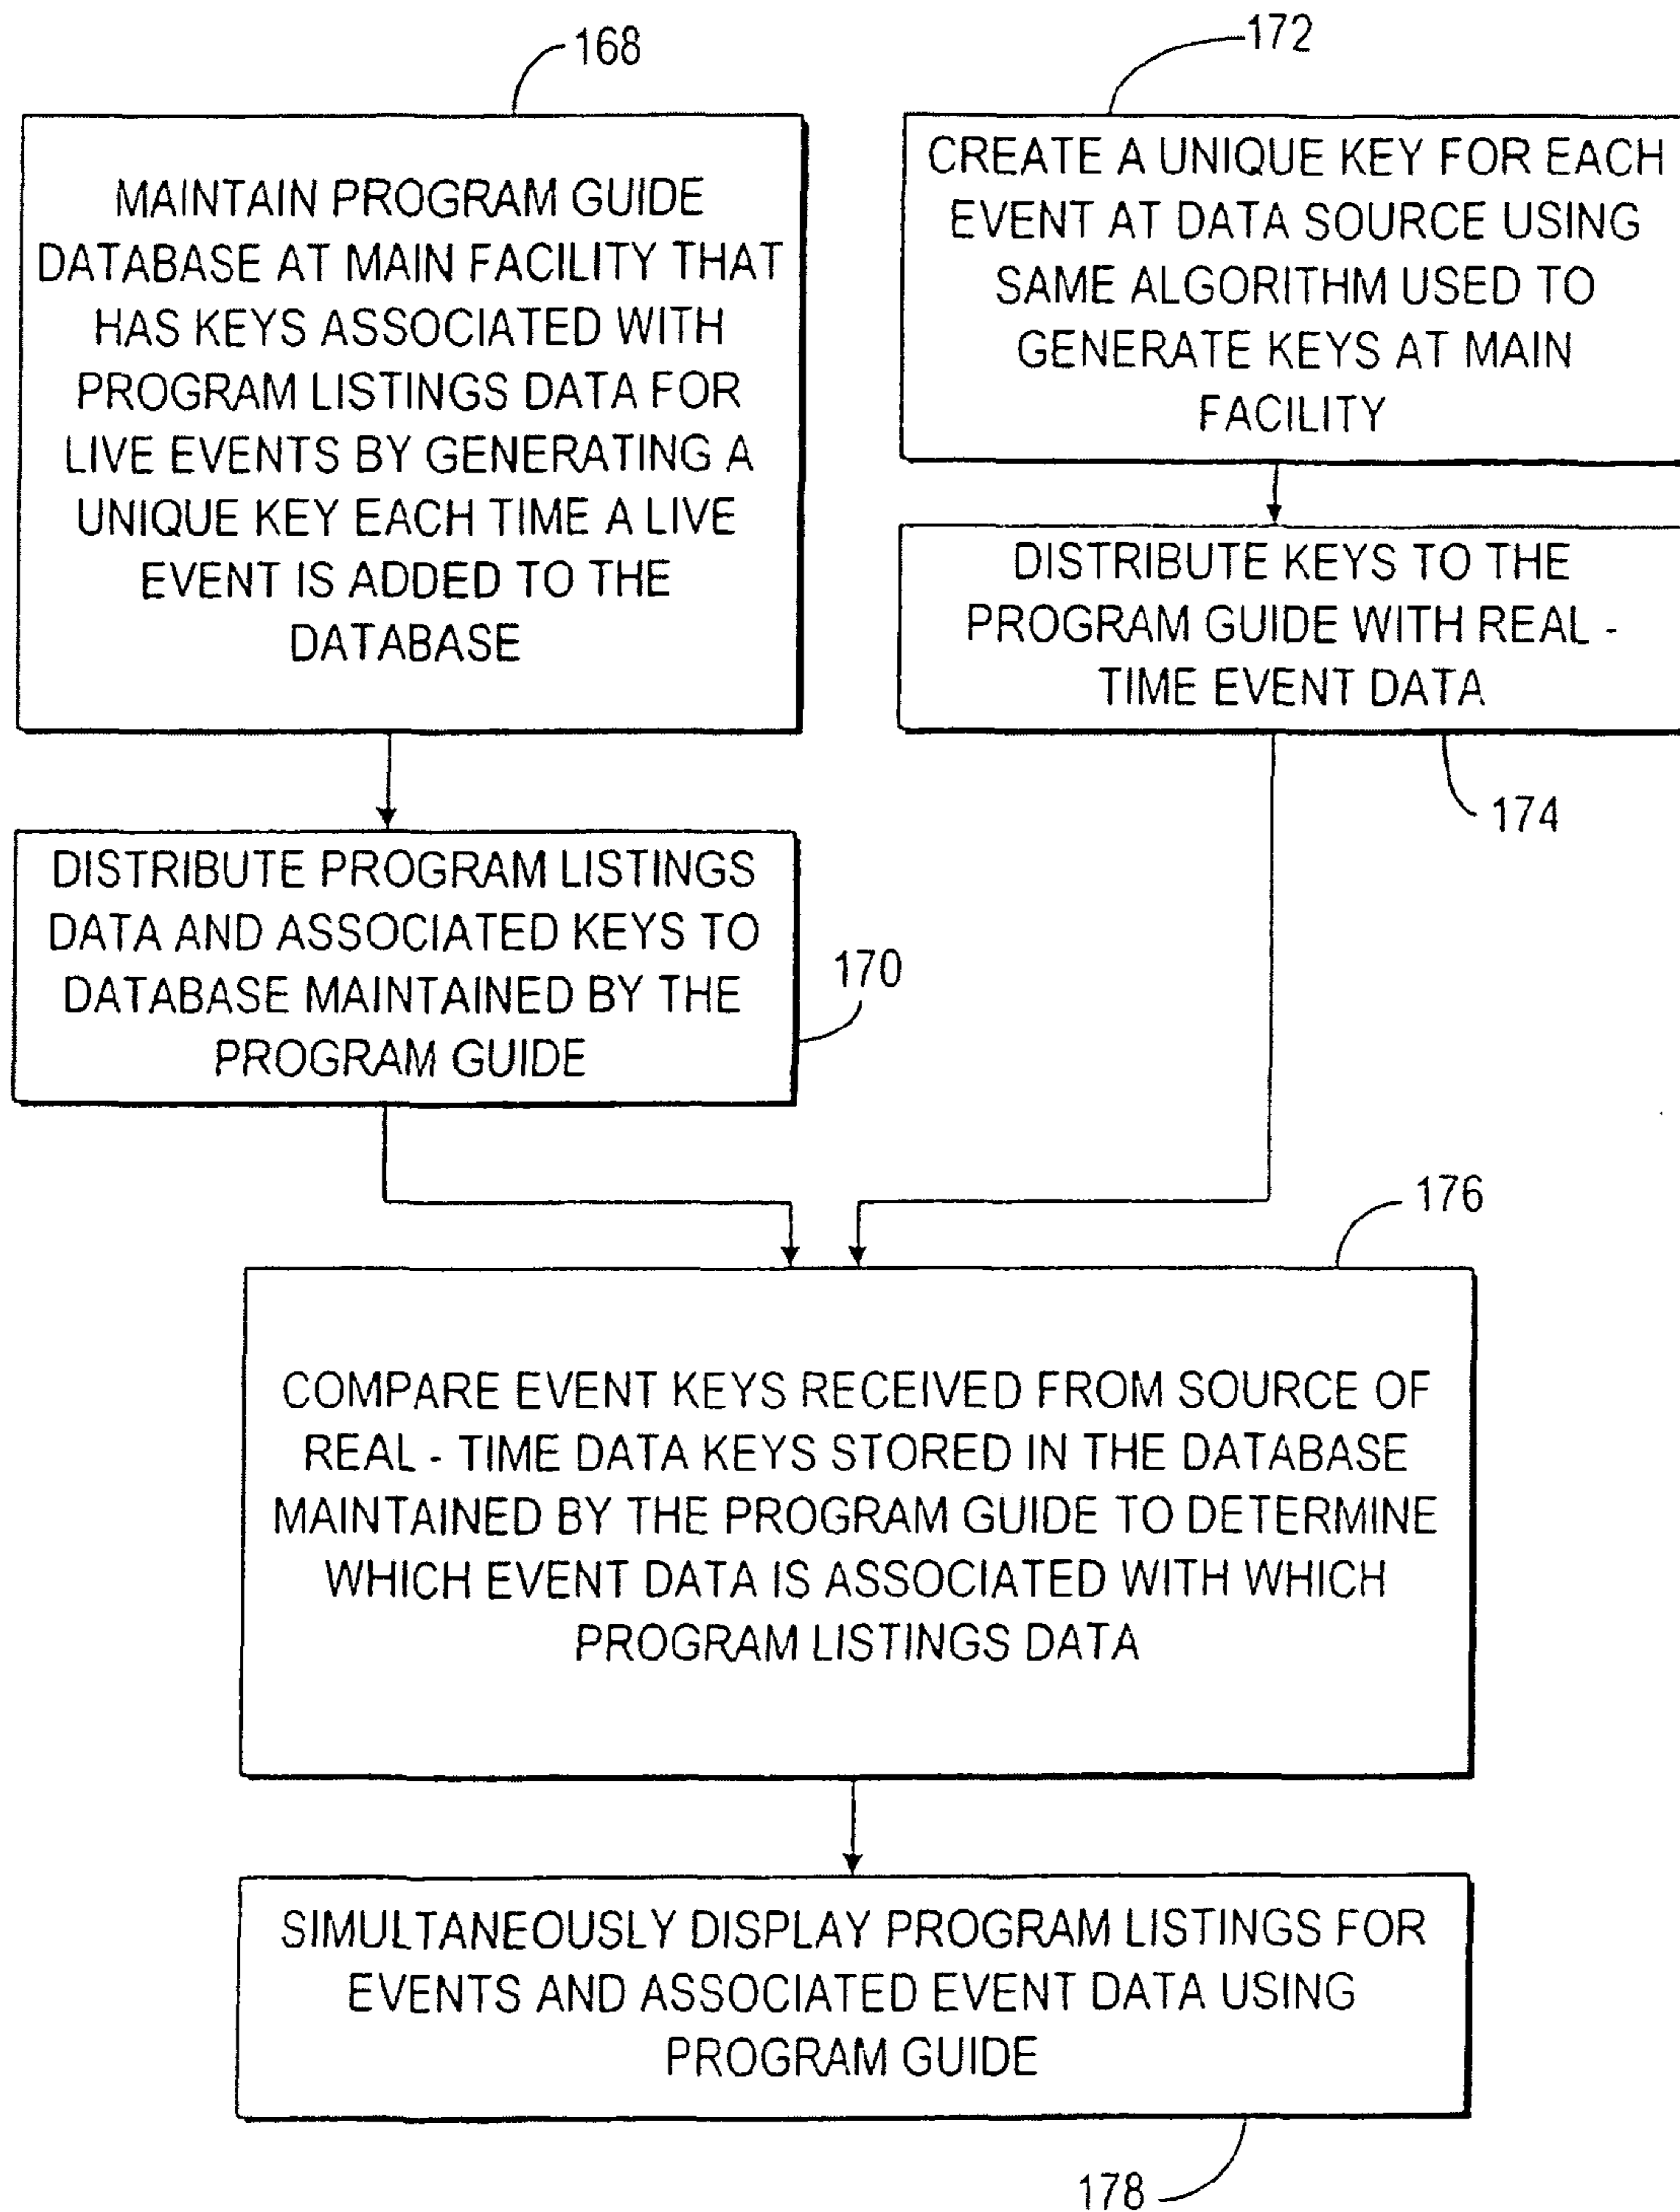 168
MAINTAIN PROGRAM GUIDE
DATABASE AT MAIN FACILITY THAT
HAS KEYS ASSOCIATED WITH
PROGRAM LISTINGS DATA FOR
LIVE EVENTS BY GENERATING A
UNIQUE KEY EACH TIME A LIVE
EVENT IS ADDED TO THE
DATABASE
172
CREATE A UNIQUE KEY FOR EACH
EVENT AT DATA SOURCE USING
SAME ALGORITHM USED TO
GENERATE KEYS AT MAIN
FACILITY
DISTRIBUTE KEYS TO THE
PROGRAM GUIDE WITH REAL -
TIME EVENT DATA
174
DISTRIBUTE PROGRAM LISTINGS
DATA AND ASSOCIATED KEYS TO
DATABASE MAINTAINED BY THE
PROGRAM GUIDE
170
176
COMPARE EVENT KEYS RECEIVED FROM SOURCE OF
REAL - TIME DATA KEYS STORED IN THE DATABASE
MAINTAINED BY THE PROGRAM GUIDE TO DETERMINE
WHICH EVENT DATA IS ASSOCIATED WITH WHICH
PROGRAM LISTINGS DATA
SIMULTANEOUSLY DISPLAY PROGRAM LISTINGS FOR
EVENTS AND ASSOCIATED EVENT DATA USING
PROGRAM GUIDE
178